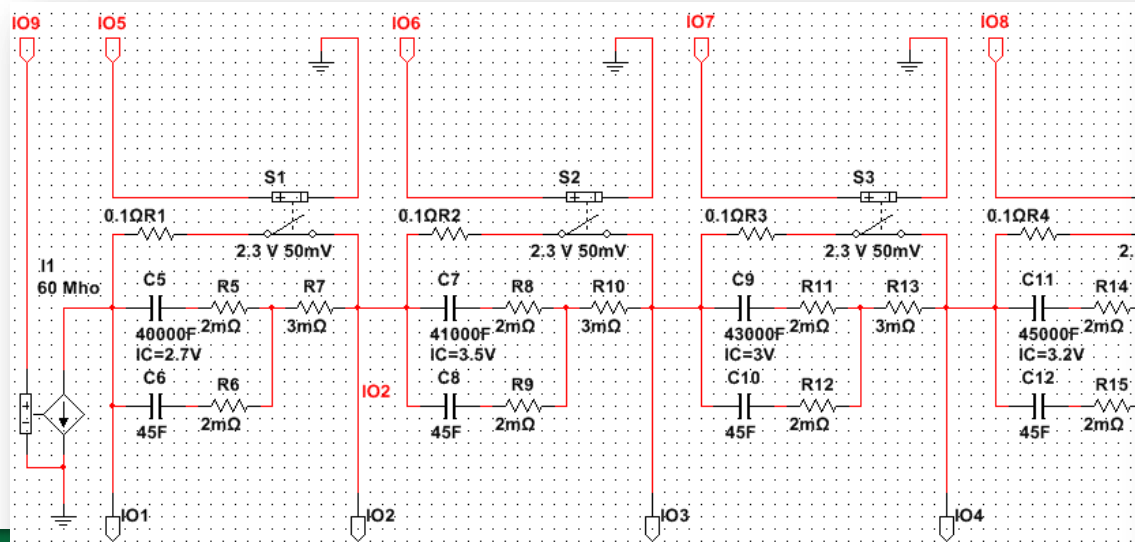 IO9
IO5
IO6
IO7
IO8
S1
S2
S3
0.1ΩR1
0.1ΩR2
0.1ΩR3
0.1ΩR4
2.3 V 50mV
2.3 V 50mV
2.3 V 50mV
2.
I1
60 Mho
C5
R5
R7
C7
R8
R10
C9
R11
R13
C11
R14
40000F
2mΩ
3mΩ
41000F
2mΩ
3mΩ
43000F
2mΩ
3mΩ
45000F
2mΩ
IC=2.7V
IC=3.5V
IC=3V
IC=3.2V
C6
R6
IO2
C8
R9
C10
R12
C12
R15
45F
2mΩ
45F
2mΩ
45F
2mΩ
45F
2mΩ
IO1
IO2
IO3
IO4